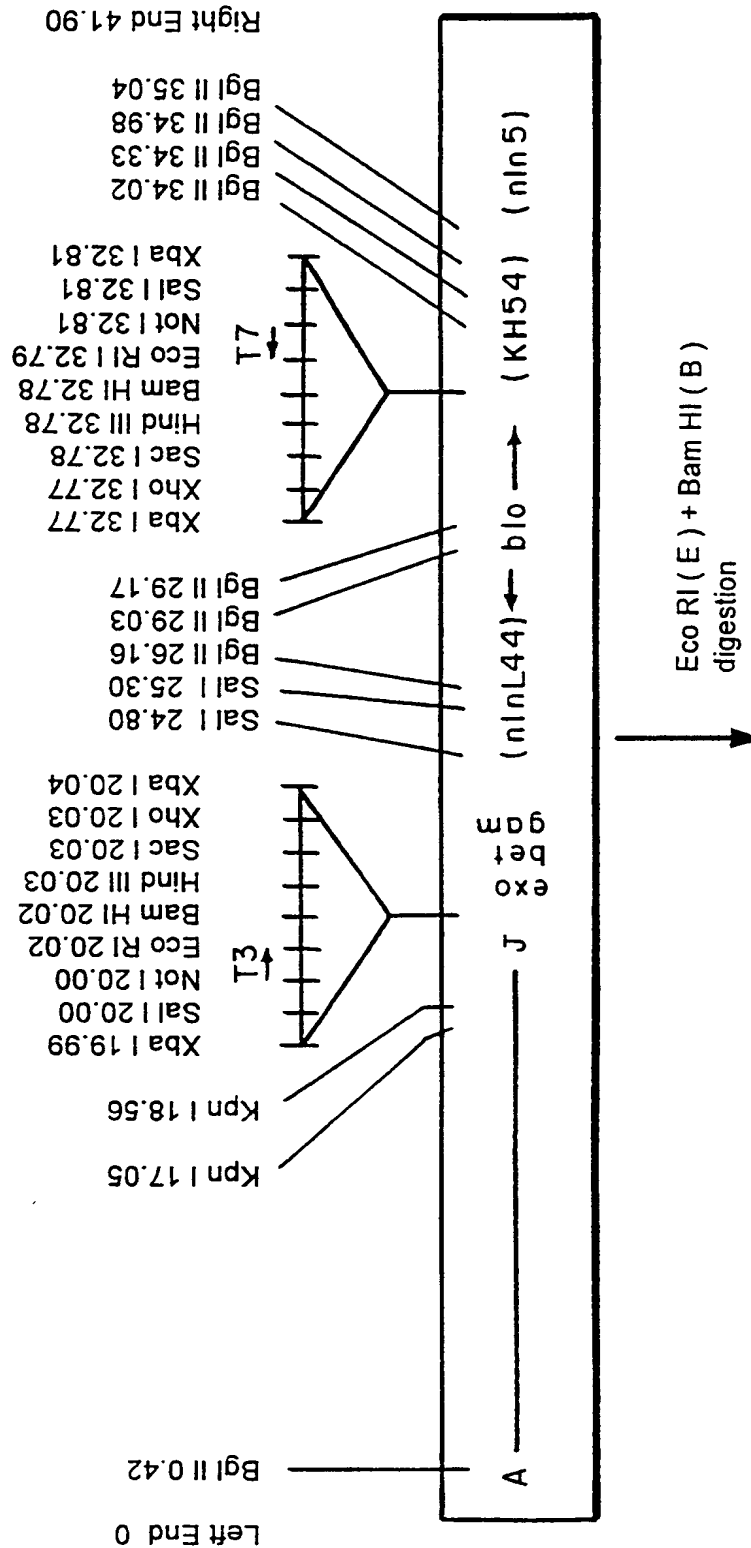 Left End 0
Bgl II 0.42
Kpn I 17.05
Kpn I 18.56
Xba I 19.99
Sal I 20.00
Not I 20.00
Eco RI 20.02
Bam HI 20.02
Hind III 20.03
Sac I 20.03
Xho I 20.03
Xba I 20.04
T3
Sal I 24.80
Sal I 25.30
Bgl II 26.16
Bgl II 29.03
Bgl II 29.17
Xba I 32.77
Xho I 32.77
Sac I 32.78
Hind III 32.78
Bam HI 32.78
Eco RI I 32.79
Not I 32.81
Sal I 32.81
Xba I 32.81
T7
Bgl II 34.02
Bgl II 34.33
Bgl II 34.98
Bgl II 35.04
Right End 41.90
A J
exo
bet
gam
(nInL44) ← bio → (KH54) (nIn5)
Eco RI (E) + Bam HI (B)
digestion